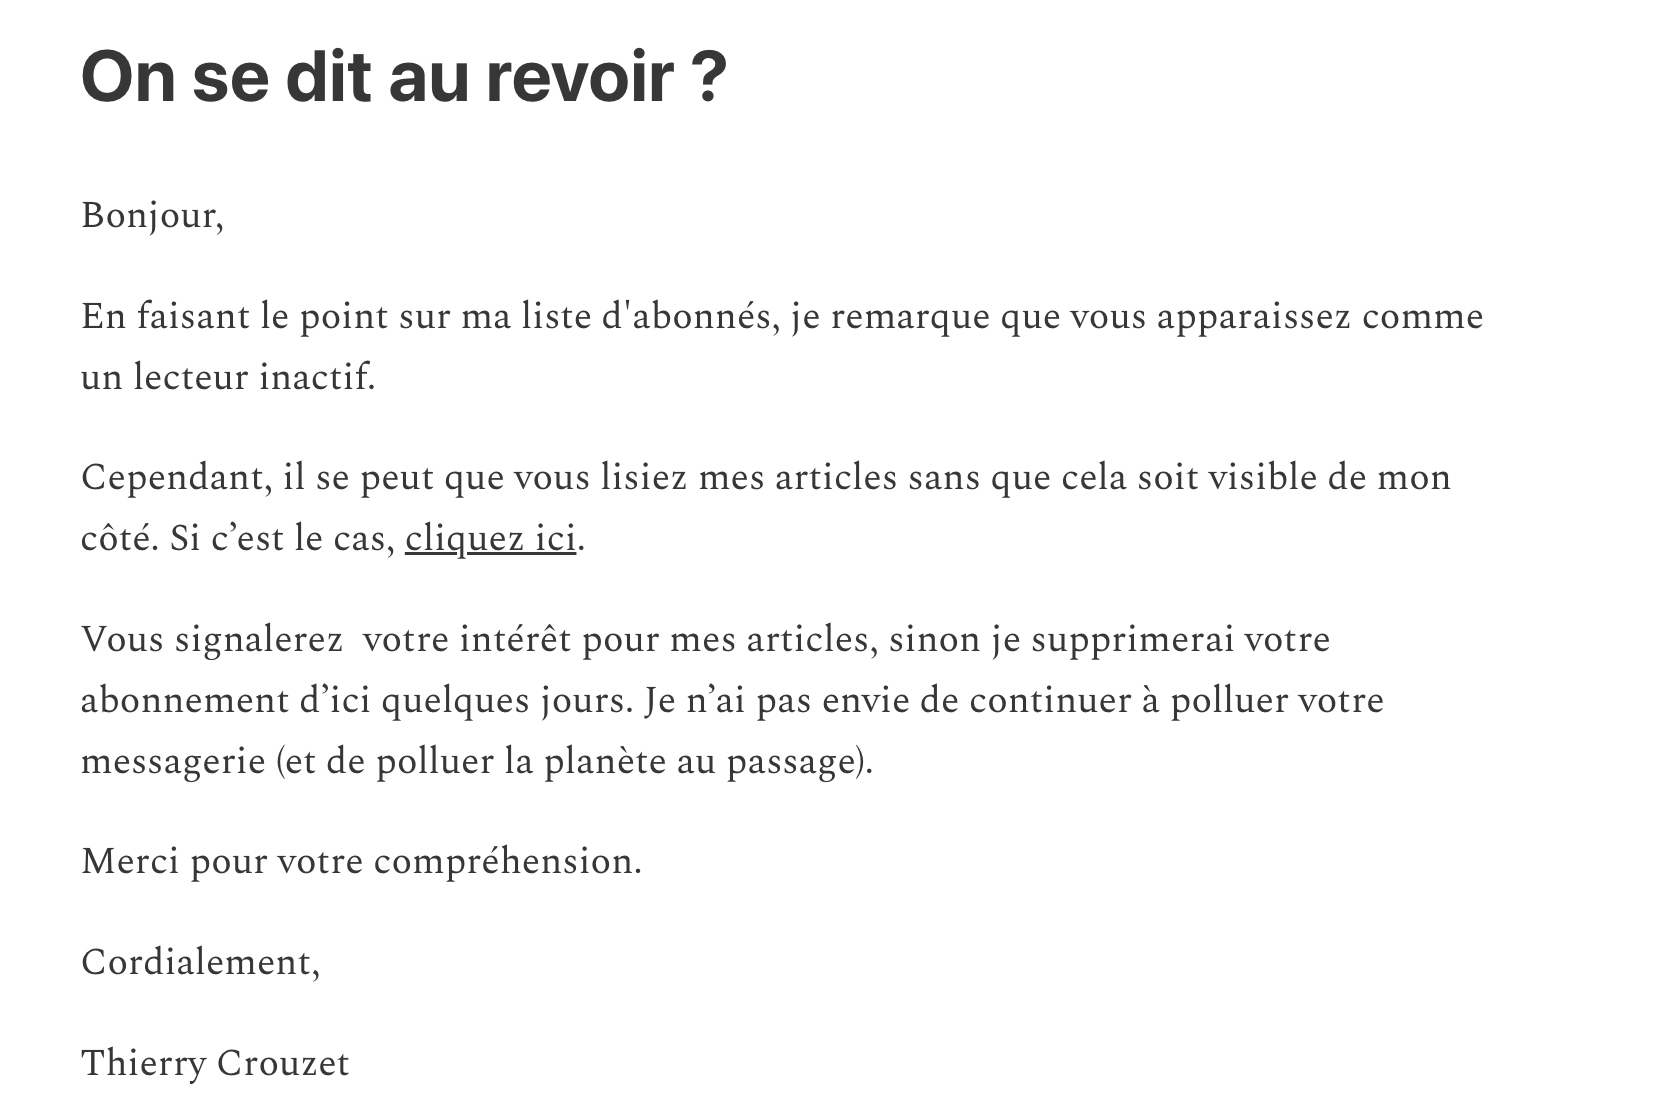 On se dit au revoir ?
Bonjour,
En faisant le point sur ma liste d'abonnés, je remarque que vous apparaissez comme
un lecteur inactif.
Cependant, il se peut que vous lisiez mes articles sans que cela soit visible de mon
côté. Si c’est le cas, cliquez ici.
Vous signalerez  votre intérêt pour mes articles, sinon je supprimerai votre
abonnement d’ici quelques jours. Je n’ai pas envie de continuer à polluer votre
messagerie (et de polluer la planète au passage).
Merci pour votre compréhension.
Cordialement,
Thierry Crouzet